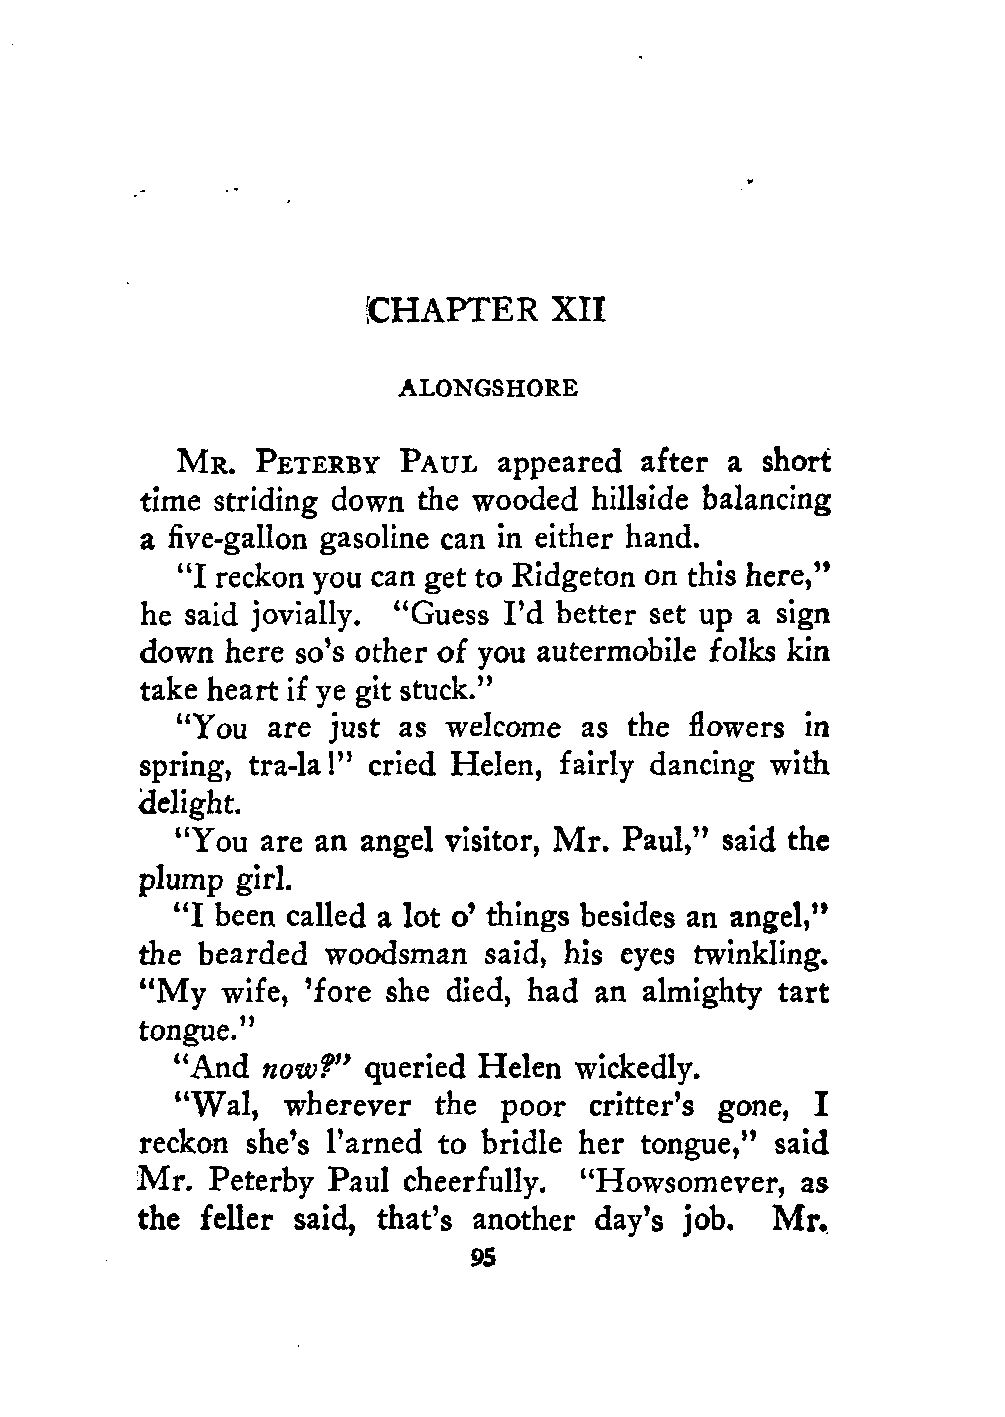 CHAPTER XII
ALONGSHORE
MR. PETERBY PAUL appeared after a short
time striding down the wooded hillside balancing
a five-gallon gasoline can in either hand.
“I reckon you can get to Ridgeton on this here,”
he said jovially. “Guess I’d better set up a sign
down here so’s other of you autermobile folks kin
take heart if ye git stuck.”
“You are just as welcome as the flowers in
spring, tra-la!” cried Helen, fairly dancing with
delight.
“You are an angel visitor, Mr. Paul,” said the
plump girl.
“I been called a lot o’ things besides an angel,”
the bearded woodsman said, his eyes twinkling.
“My wife, ’fore she died, had an almighty tart
tongue.”
“And now?” queried Helen wickedly.
“Wal, wherever the poor critter’s gone, I
reckon she’s l’arned to bridle her tongue,” said
Mr. Peterby Paul cheerfully. “Howsomever, as
the feller said, that’s another day’s job. Mr.
95